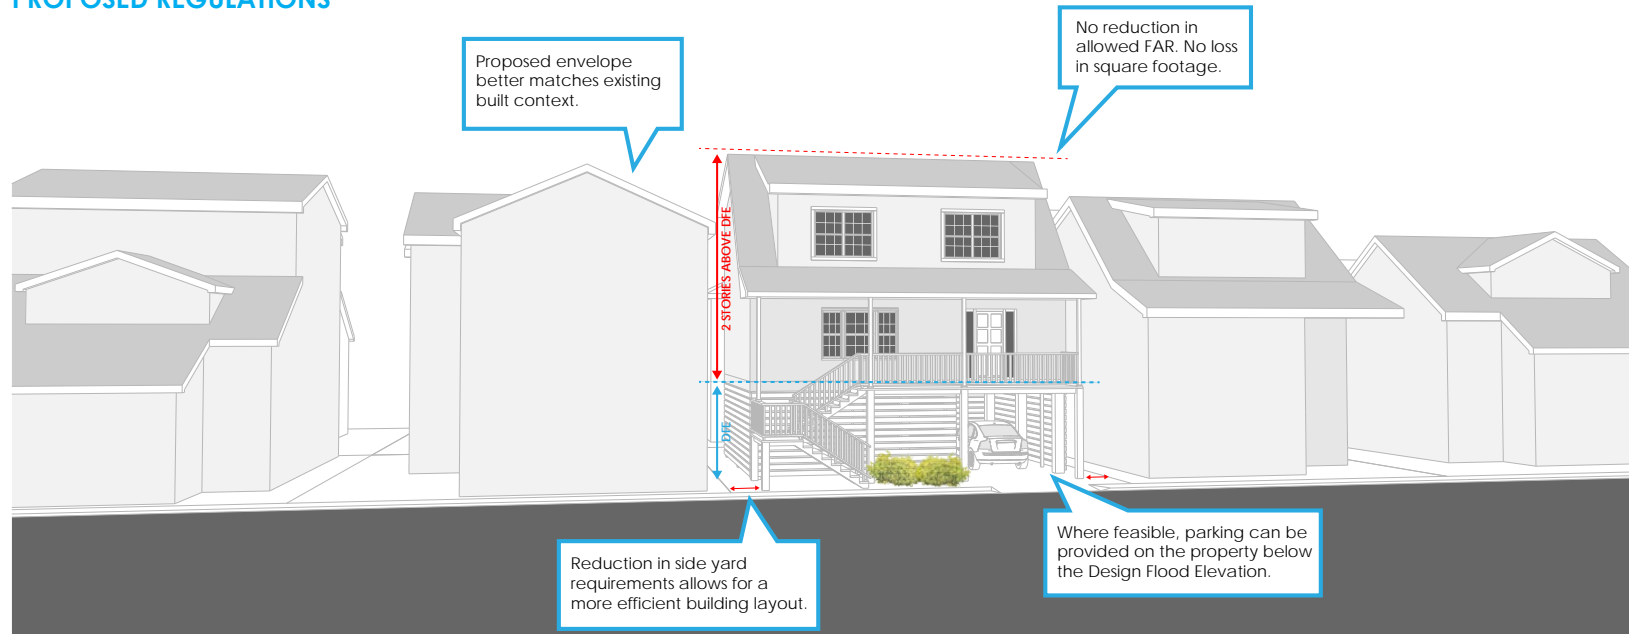 PROPOSED REGULATIONS
No reduction in
allowed FAR. No loss
in square footage.
Proposed envelope
better matches existing
built context.
2 STORIES ABOVE DFE
DFE
Reduction in side yard
requirements allows for a
more efficient building layout.
Where feasible, parking can be
provided on the property below
the Design Flood Elevation.